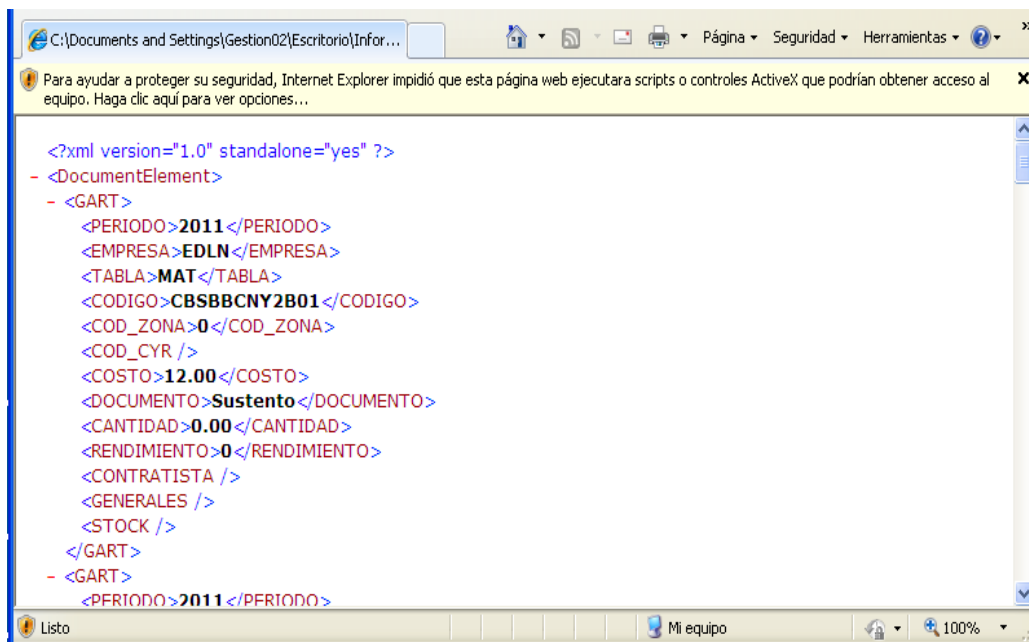 C:\Documents and Settings\Gestion02\Escritorio\Infor...
Página Seguridad Herramientas »
Para ayudar a proteger su seguridad, Internet Explorer impidió que esta página web ejecutara scripts o controles ActiveX que podrían obtener acceso al
equipo. Haga clic aquí para ver opciones...
<?xml version="1.0" standalone="yes" ?>
- <DocumentElement>
- <GART>
<PERIODO>2011</PERIODO>
<EMPRESA>EDLN</EMPRESA>
<TABLA>MAT</TABLA>
<CODIGO>CBSBBCNY2B01</CODIGO>
<COD_ZONA>0</COD_ZONA>
<COD_CYR />
<COSTO>12.00</COSTO>
<DOCUMENTO>Sustento</DOCUMENTO>
<CANTIDAD>0.00</CANTIDAD>
<RENDIMIENTO>0</RENDIMIENTO>
<CONTRATISTA />
<GENERALES />
<STOCK />
</GART>
- <GART>
<PERIODO>2011</PERIODO>
Listo Mi equipo 100%